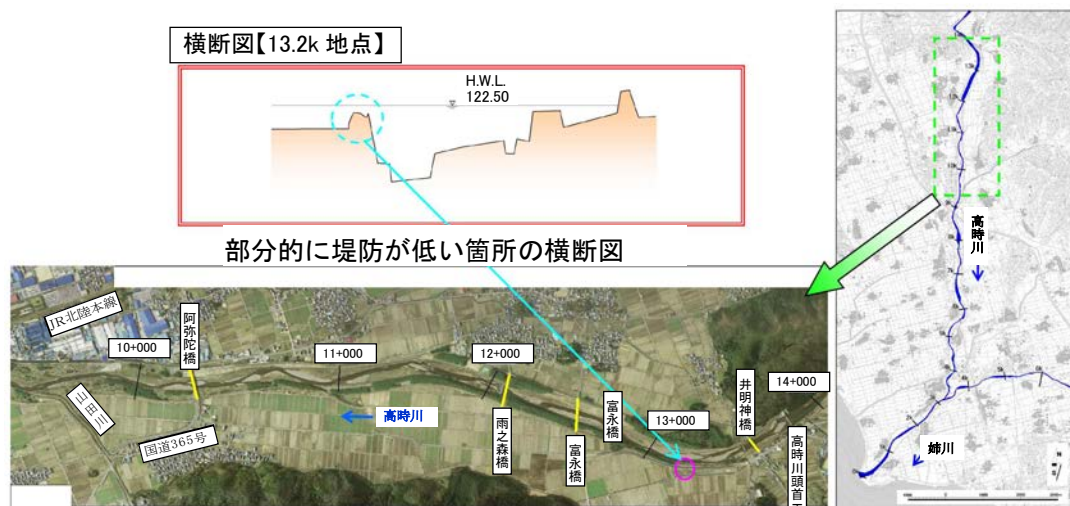 横断図【13.2k 地点】
H.W.L.
122.50
部分的に堤防が低い箇所の横断図
JR北陸本線
10+000
阿弥陀橋
11+000
12+000
雨之森橋
富永橋
富永橋
13+000
井明神橋
14+000
高時川頭首工
山田川
国道365号
高時川
高時川
姉川